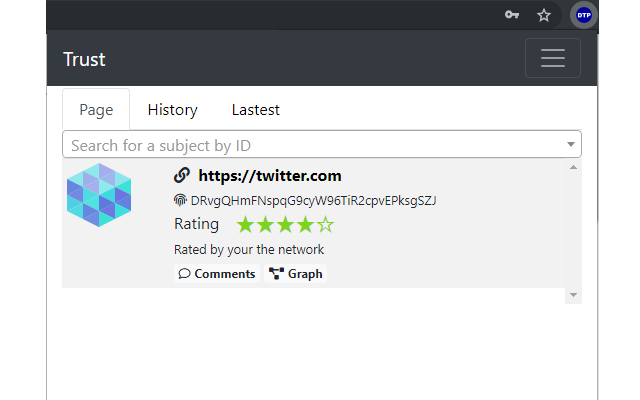 DTP
Trust
Page History Lastest
Search for a subject by ID
https://twitter.com
DRvgQHmFNspqG9cyW96TiR2cpvEPksgSZJ
Rating
Rated by your the network
Comments Graph